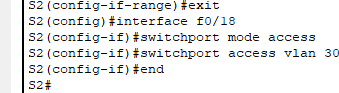 S2(config-if-range)#exit
S2(config)#interface f0/18
S2(config-if)#switchport mode access
S2(config-if)#switchport access vlan 30
S2(config-if)#end
S2#